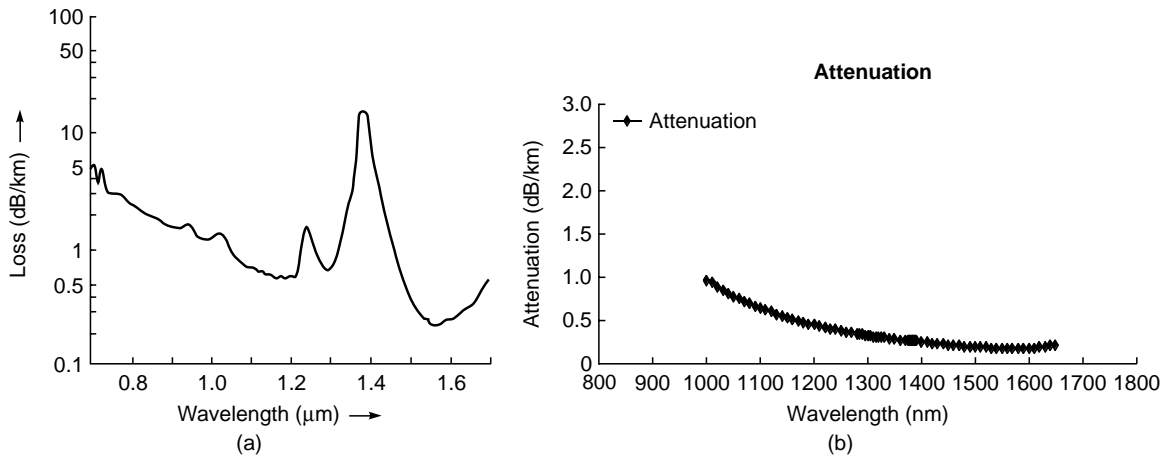 100
50
10
5
1
0.5
0.1
Loss (dB/km)
0.8 1.0 1.2 1.4 1.6
Wavelength (μm)
(a)
Attenuation
3.0
2.5
2.0
1.5
1.0
0.5
0
Attenuation
Attenuation (dB/km)
800 900 1000 1100 1200 1300 1400 1500 1600 1700 1800
Wavelength (nm)
(b)